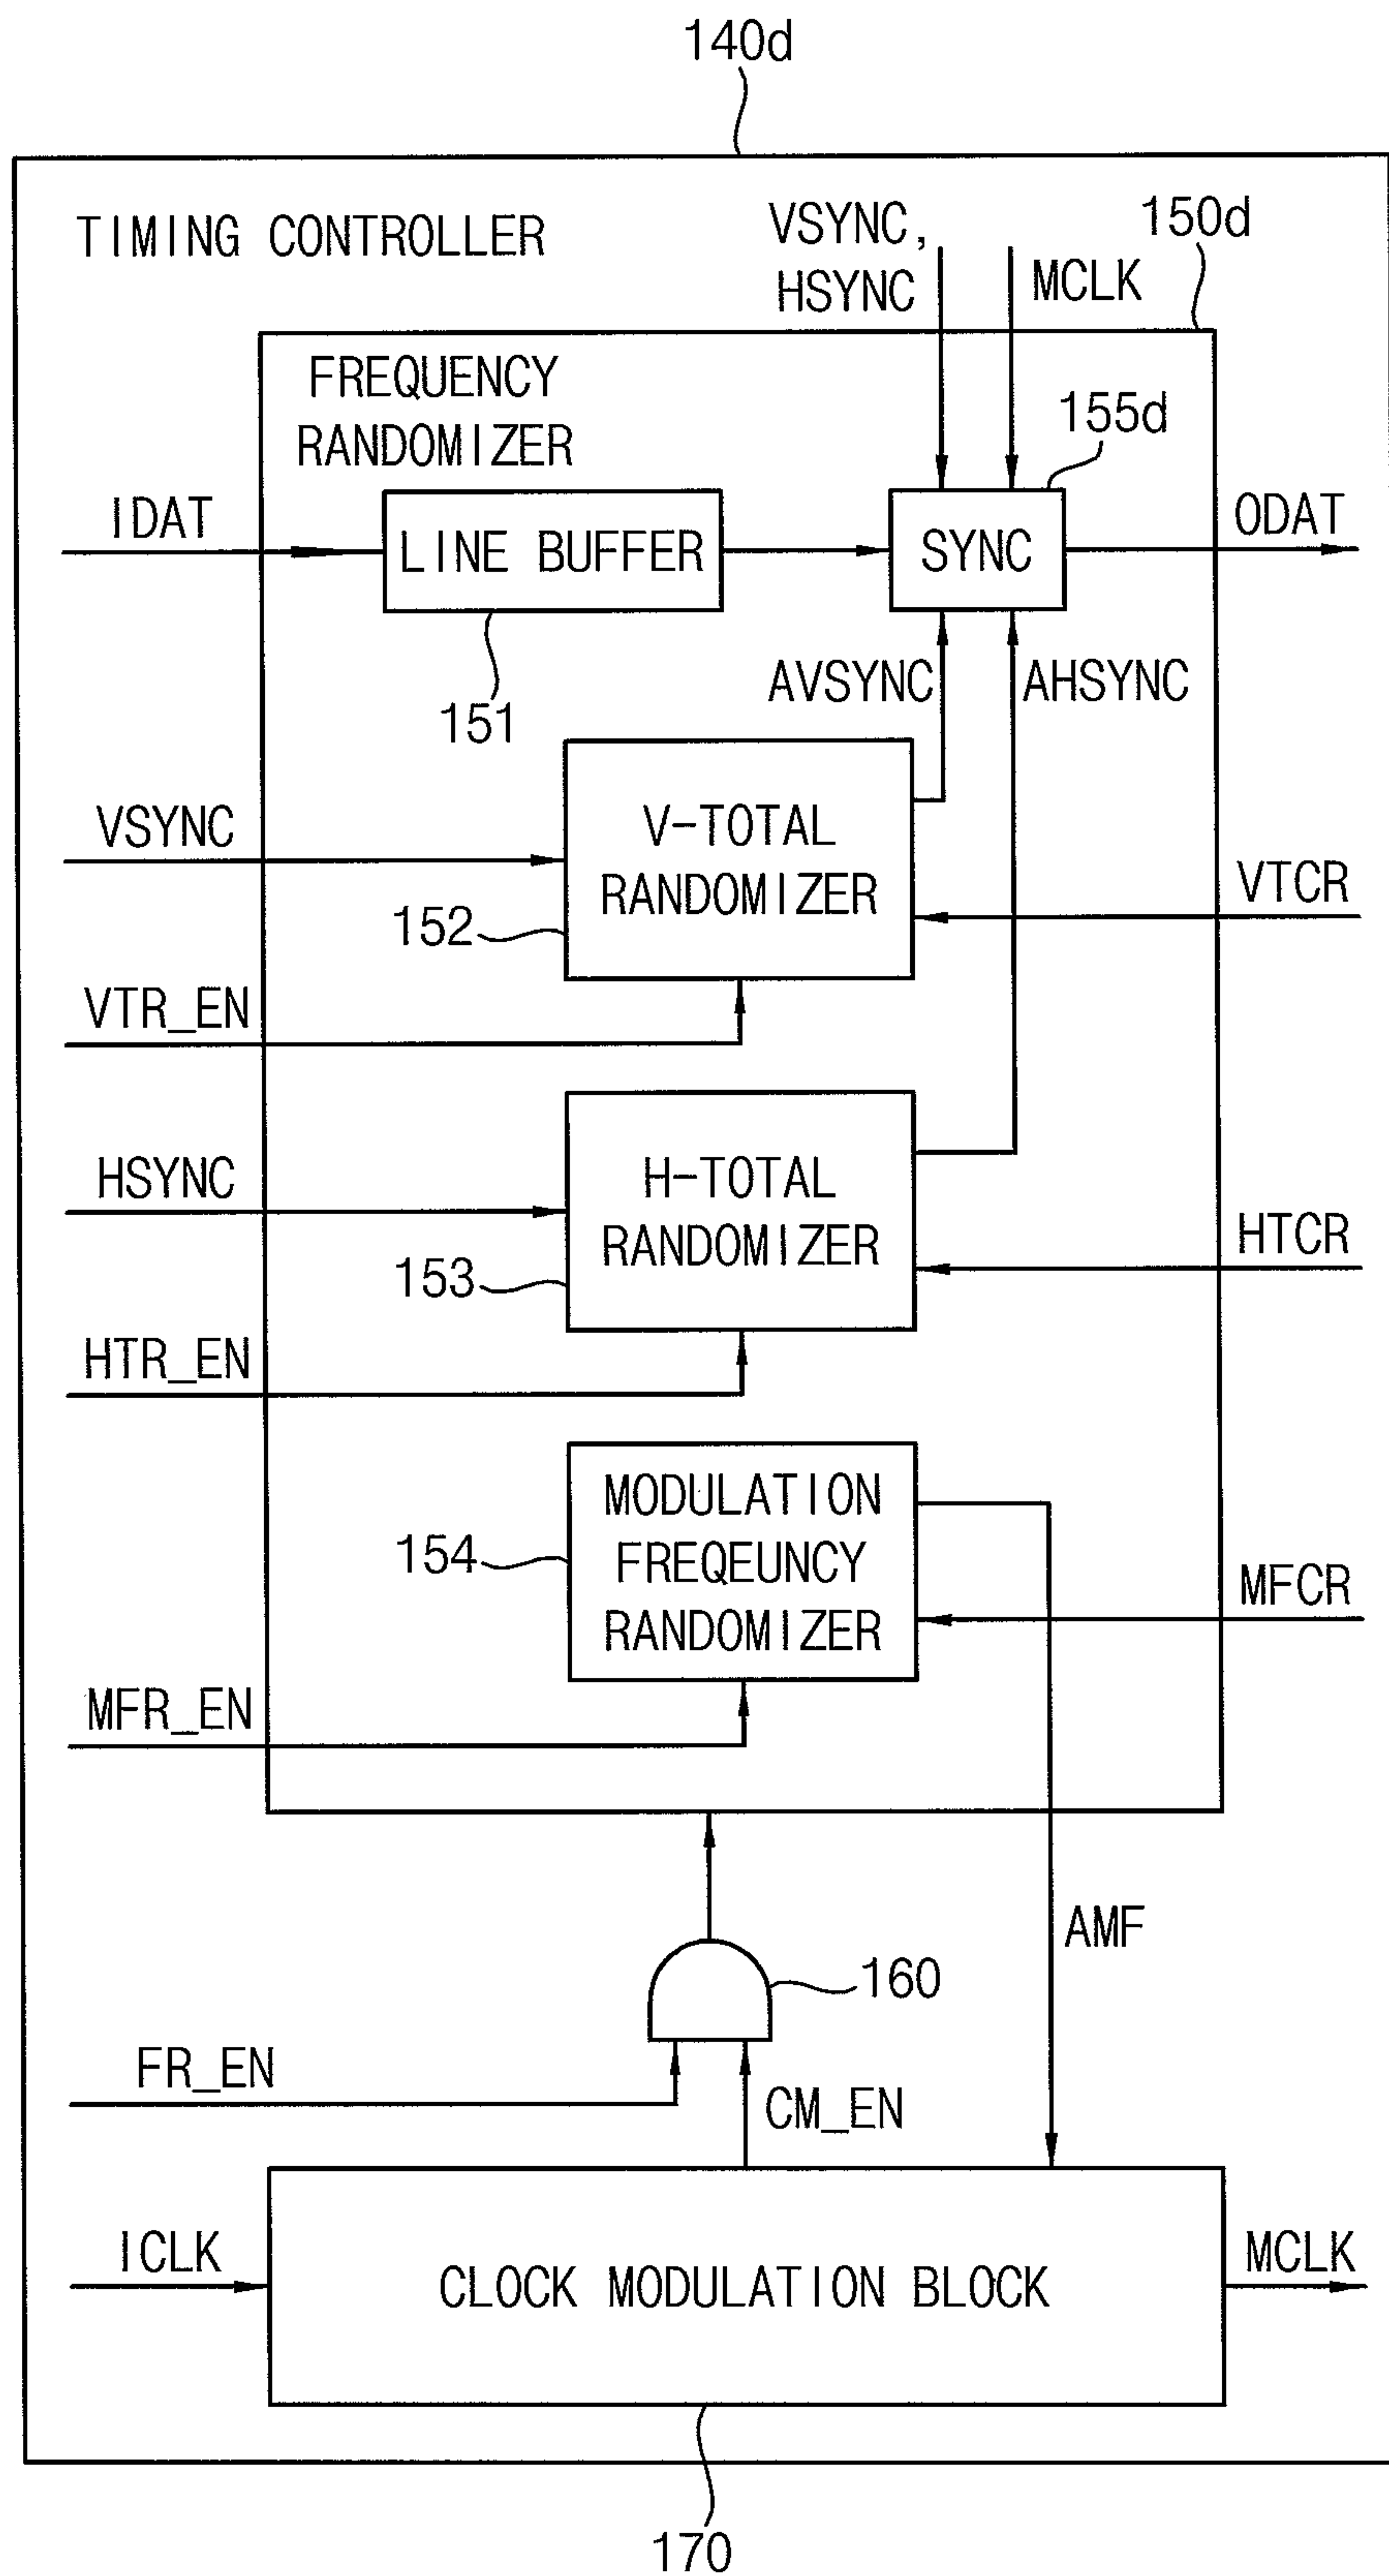 140d
TIMING CONTROLLER
VSYNC,
HSYNC
MCLK
150d
FREQUENCY
RANDOMIZER
155d
IDAT
LINE BUFFER
SYNC
ODAT
151
AVSYNC
AHSYNC
VSYNC
V-TOTAL
RANDOMIZER
152
VTCR
VTR_EN
HSYNC
H-TOTAL
RANDOMIZER
153
HTCR
HTR_EN
MODULATION
FREQEUNCY
RANDOMIZER
154
MFCR
MFR_EN
AMF
160
FR_EN
CM_EN
ICLK
CLOCK MODULATION BLOCK
MCLK
170